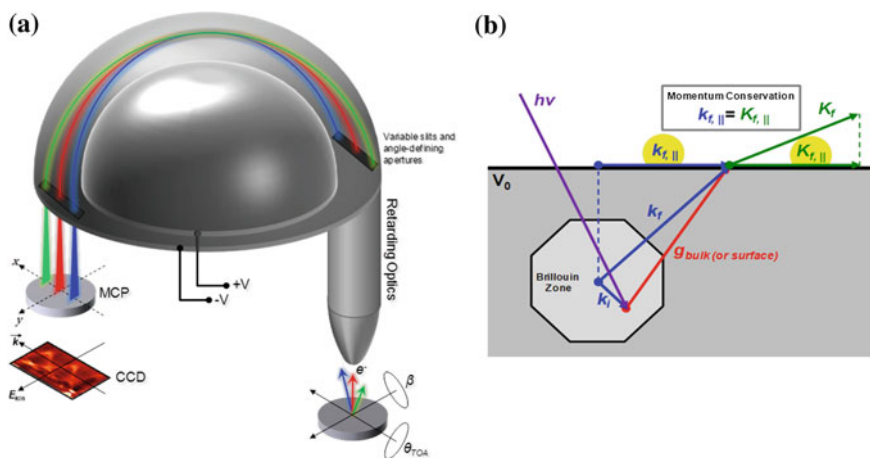 (a)
Variable slits and
angle-defining
apertures
Retarding Optics
+V
-V
x
MCP
y
k
CCD
E
e-
β
θTOA
(b)
hν
Momentum Conservation
kf, || = Kf, ||
Kf
kf, ||
Kf, ||
V0
kf
gbulk (or surface)
Brillouin
Zone
ki